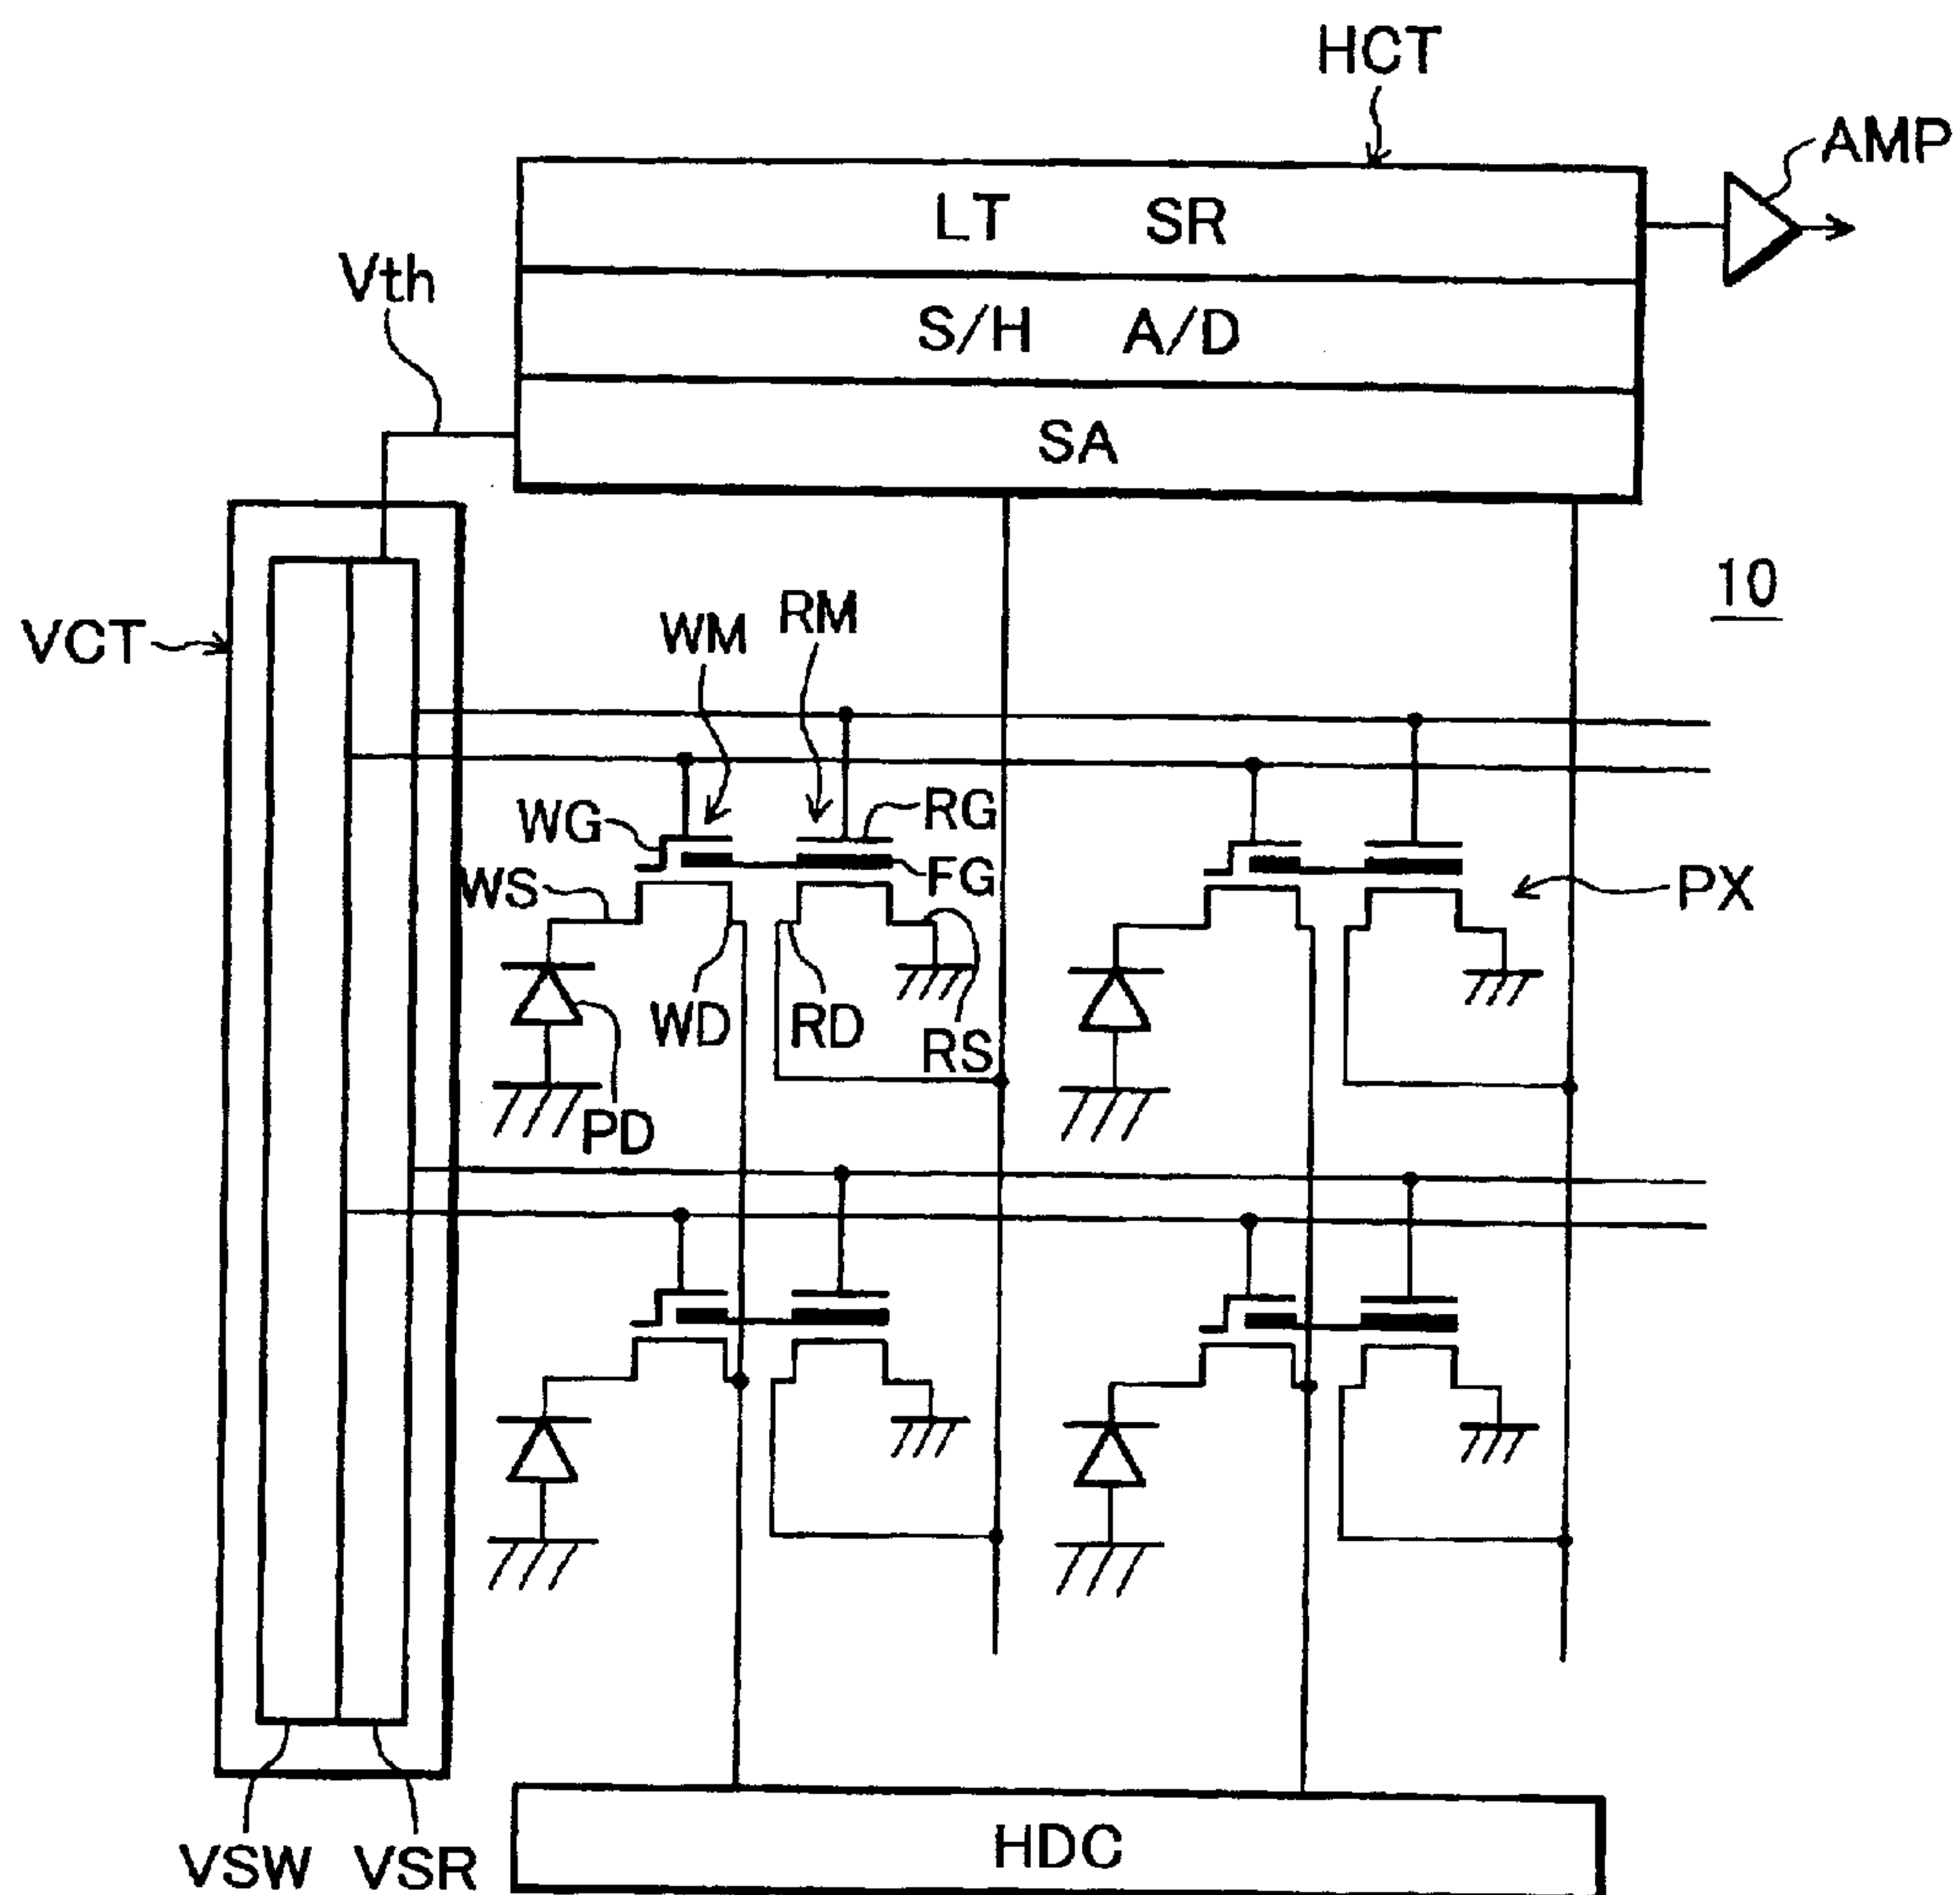 HCT
AMP
LT SR
Vth
S/H A/D
SA
10
VCT
WM RM
WG RG
WS FG
PX
WD RD
RS
PD
VSW VSR
HDC